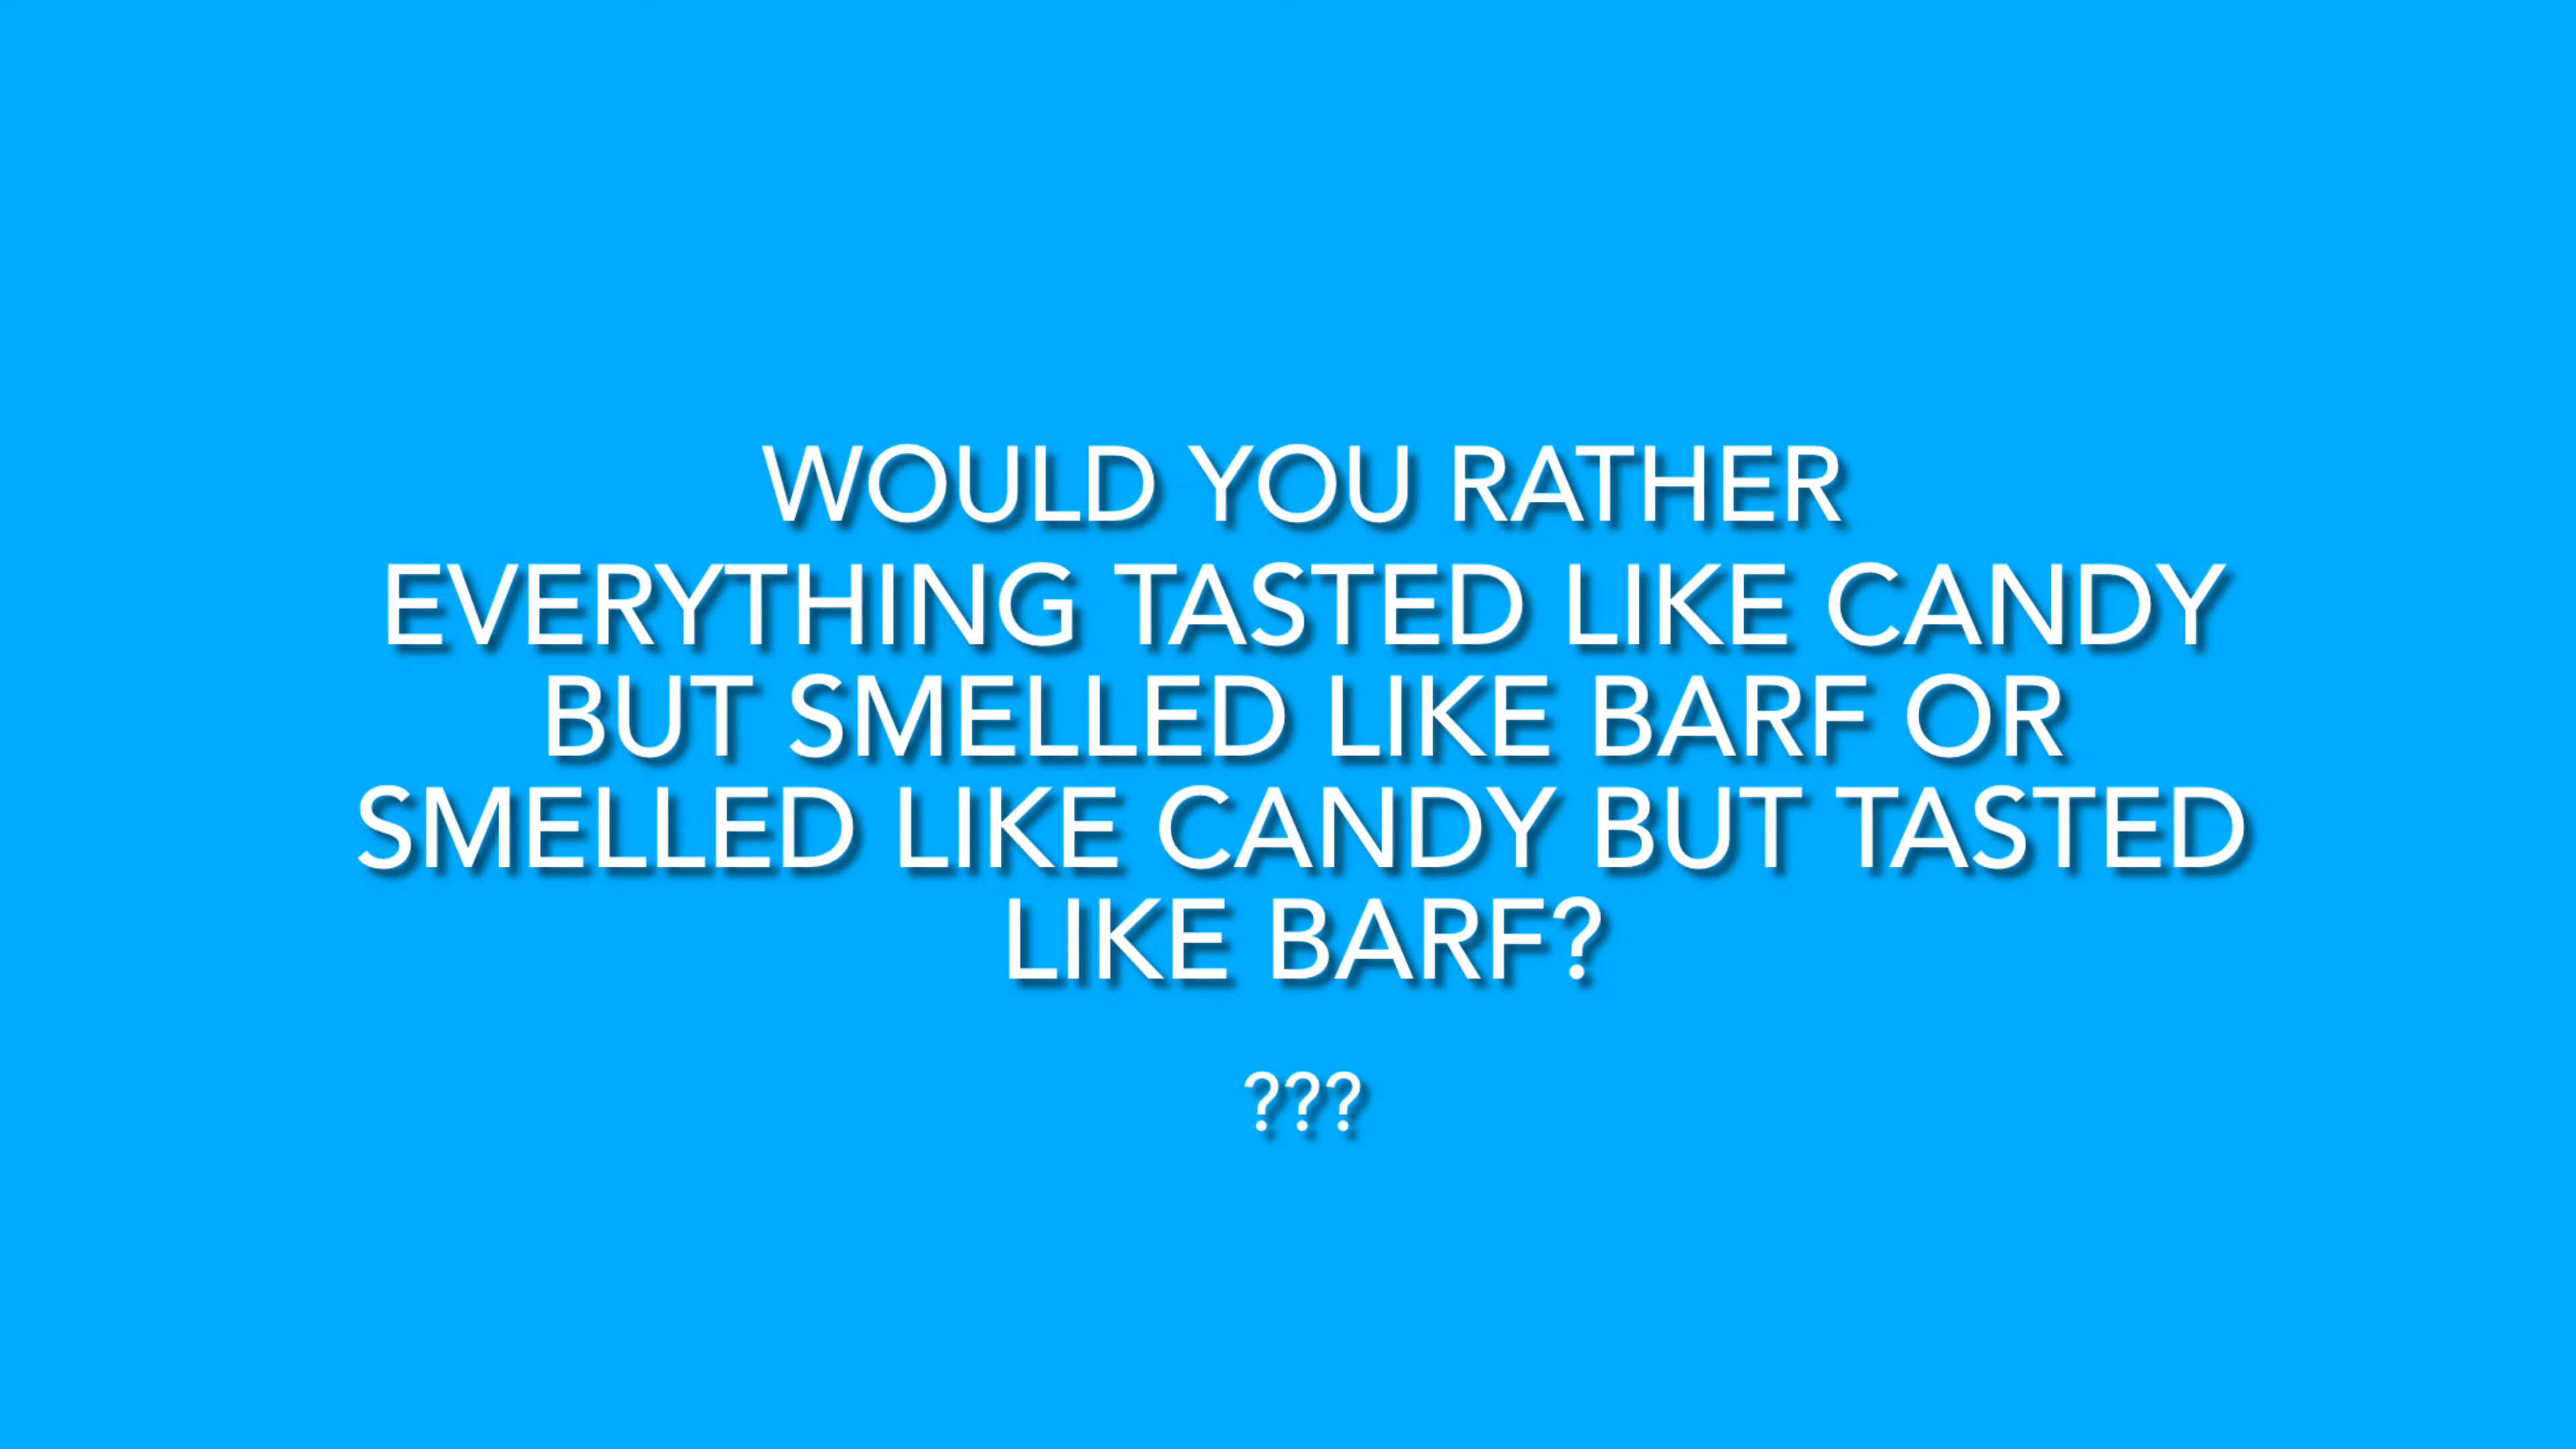 WOULD YOU RATHER
EVERYTHING TASTED LIKE CANDY
BUT SMELLED LIKE BARF OR
SMELLED LIKE CANDY BUT TASTED
LIKE BARF?
???